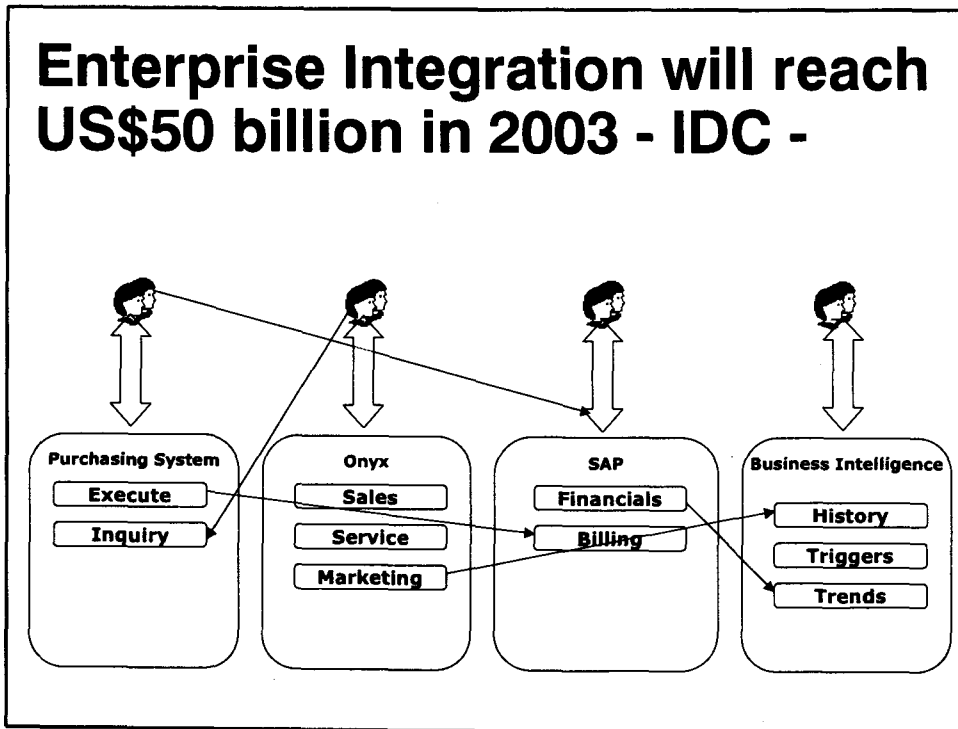 Enterprise Integration will reach
US$50 billion in 2003 - IDC -
Purchasing System
Execute
Inquiry
Onyx
Sales
Service
Marketing
SAP
Financials
Billing
Business Intelligence
History
Triggers
Trends